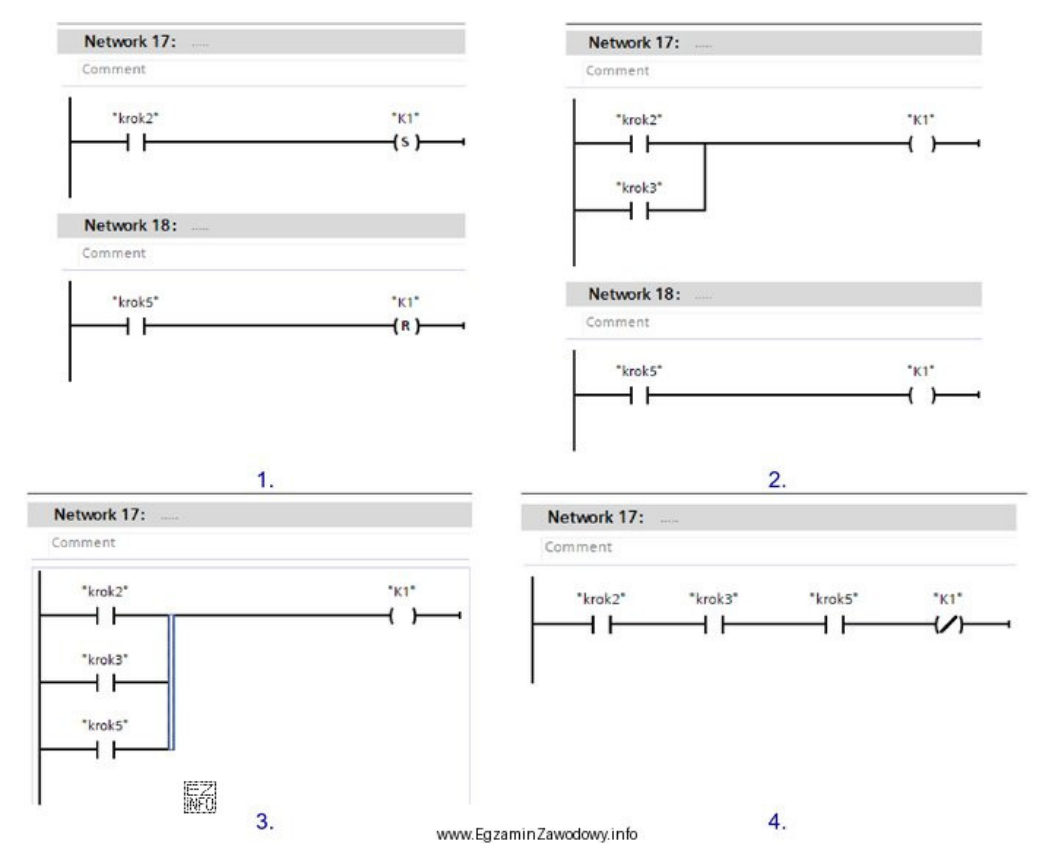 Network 17: .....
Comment
"krok2" "K1"
S
Network 18: .....
Comment
"krok5" "K1"
R
1.
Network 17: .....
Comment
"krok2" "K1"
"krok3"
Network 18: .....
Comment
"krok5" "K1"
2.
Network 17: .....
Comment
"krok2" "K1"
"krok3"
"krok5"
EZ
INFO
3.
Network 17: .....
Comment
"krok2" "krok3" "krok5" "K1"
4.
www.EgzaminZawodowy.info